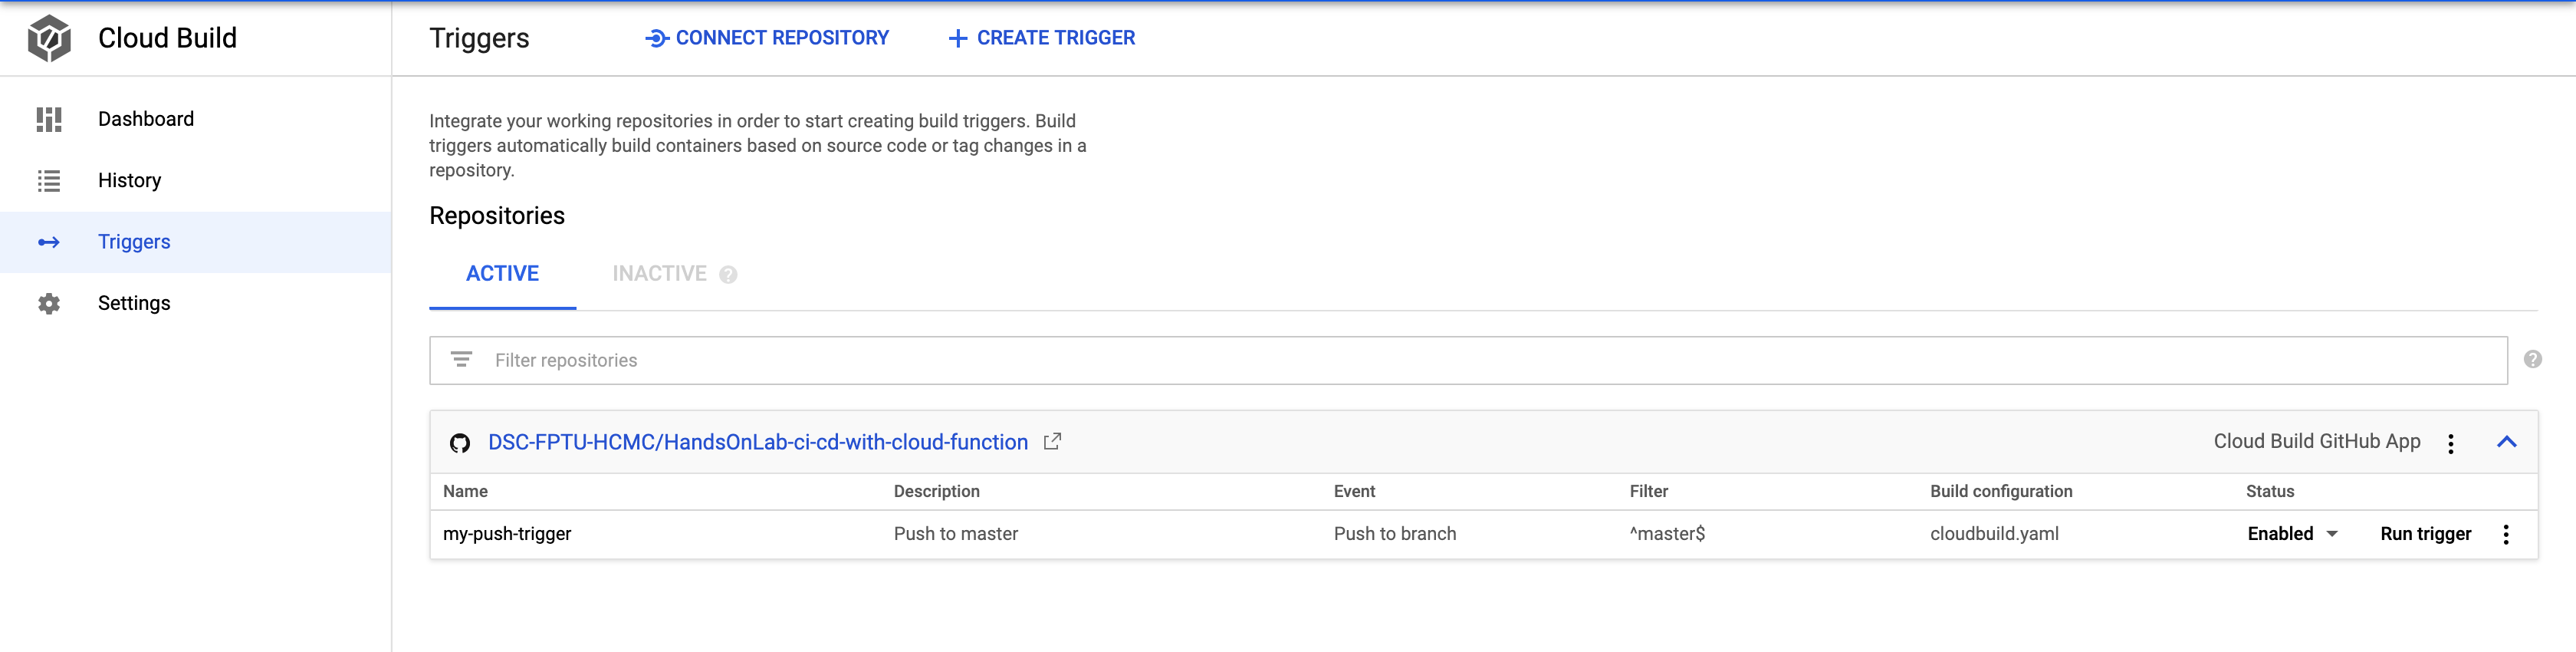 Cloud Build
Triggers
CONNECT REPOSITORY
CREATE TRIGGER
Dashboard
History
Triggers
Settings
Integrate your working repositories in order to start creating build triggers. Build
triggers automatically build containers based on source code or tag changes in a
repository.
Repositories
ACTIVE
INACTIVE ?
Filter repositories
?
DSC-FPTU-HCMC/HandsOnLab-ci-cd-with-cloud-function
Cloud Build GitHub App
Name Description Event Filter Build configuration Status
my-push-trigger Push to master Push to branch ^master$ cloudbuild.yaml Enabled Run trigger